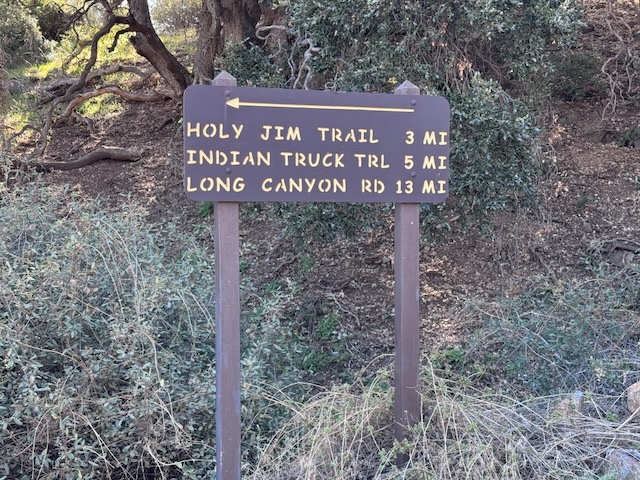 HOLY JIM TRAIL 3 MI
INDIAN TRUCK TRL 5 MI
LONG CANYON RD 13 MI